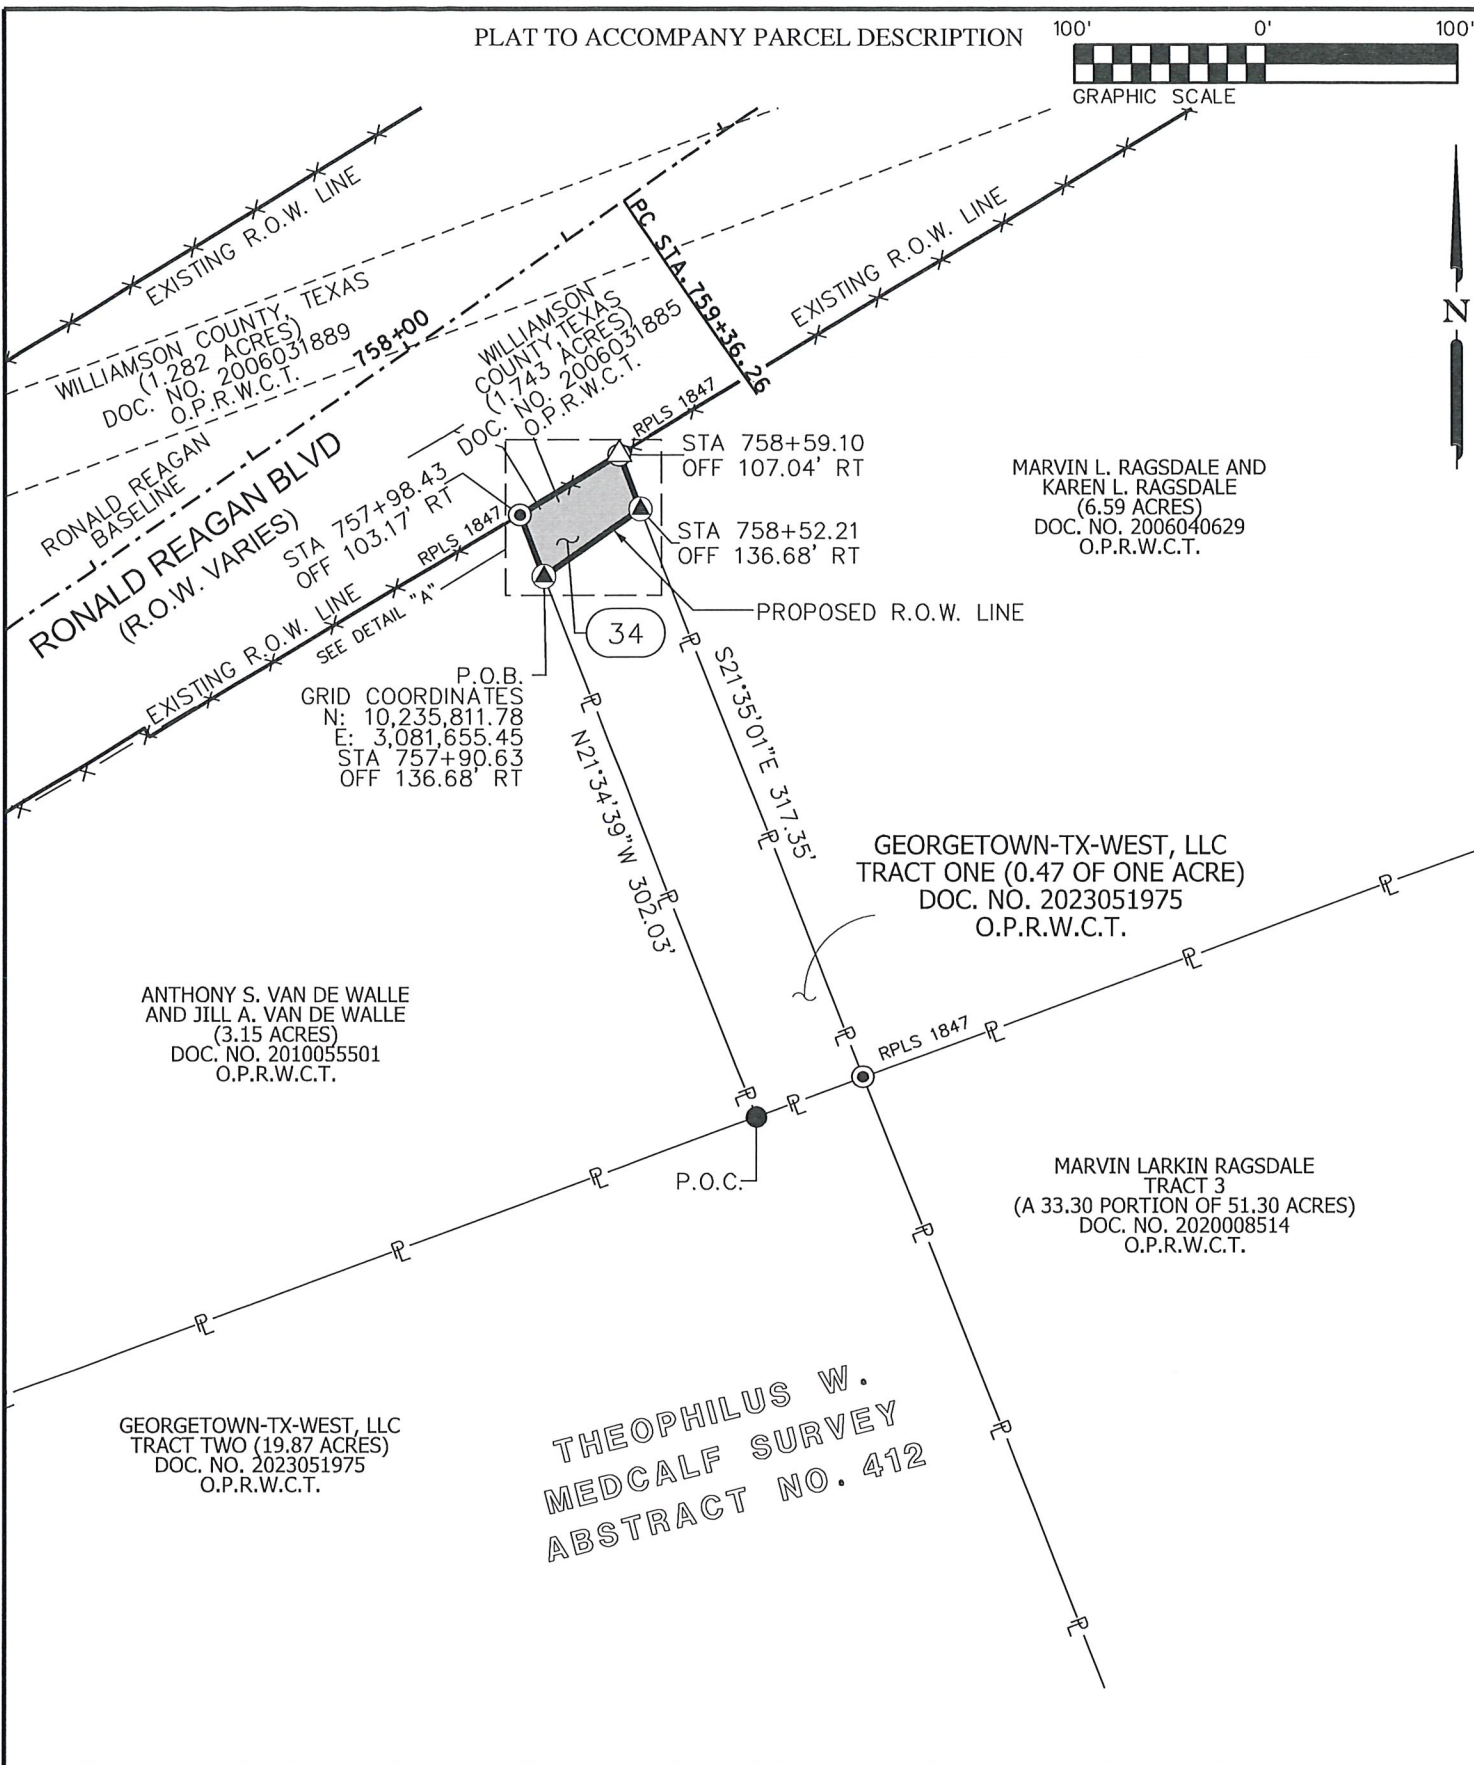 PLAT TO ACCOMPANY PARCEL DESCRIPTION
100' 0' 100'
GRAPHIC SCALE
N
EXISTING R.O.W. LINE
WILLIAMSON COUNTY, TEXAS
(1.282 ACRES)
DOC. NO. 2006031889
O.P.R.W.C.T.
758+00
WILLIAMSON
COUNTY, TEXAS
(1.743 ACRES)
DOC. NO. 2006031885
O.P.R.W.C.T.
PC STA. 759+36.26
EXISTING R.O.W. LINE
RONALD REAGAN
BASELINE
RONALD REAGAN BLVD
(R.O.W. VARIES)
STA 757+98.43
OFF 103.17' RT
RPLS 1847
RPLS 1847
STA 758+59.10
OFF 107.04' RT
STA 758+52.21
OFF 136.68' RT
MARVIN L. RAGSDALE AND
KAREN L. RAGSDALE
(6.59 ACRES)
DOC. NO. 2006040629
O.P.R.W.C.T.
PROPOSED R.O.W. LINE
34
EXISTING R.O.W. LINE
SEE DETAIL "A"
P.O.B.
GRID COORDINATES
N: 10,235,811.78
E: 3,081,655.45
STA 757+90.63
OFF 136.68' RT
N21°34'39"W 302.03'
S21°35'01"E 317.35'
GEORGETOWN-TX-WEST, LLC
TRACT ONE (0.47 OF ONE ACRE)
DOC. NO. 2023051975
O.P.R.W.C.T.
ANTHONY S. VAN DE WALLE
AND JILL A. VAN DE WALLE
(3.15 ACRES)
DOC. NO. 2010055501
O.P.R.W.C.T.
RPLS 1847
P.O.C.
MARVIN LARKIN RAGSDALE
TRACT 3
(A 33.30 PORTION OF 51.30 ACRES)
DOC. NO. 2020008514
O.P.R.W.C.T.
GEORGETOWN-TX-WEST, LLC
TRACT TWO (19.87 ACRES)
DOC. NO. 2023051975
O.P.R.W.C.T.
THEOPHILUS W.
MEDCALF SURVEY
ABSTRACT NO. 412